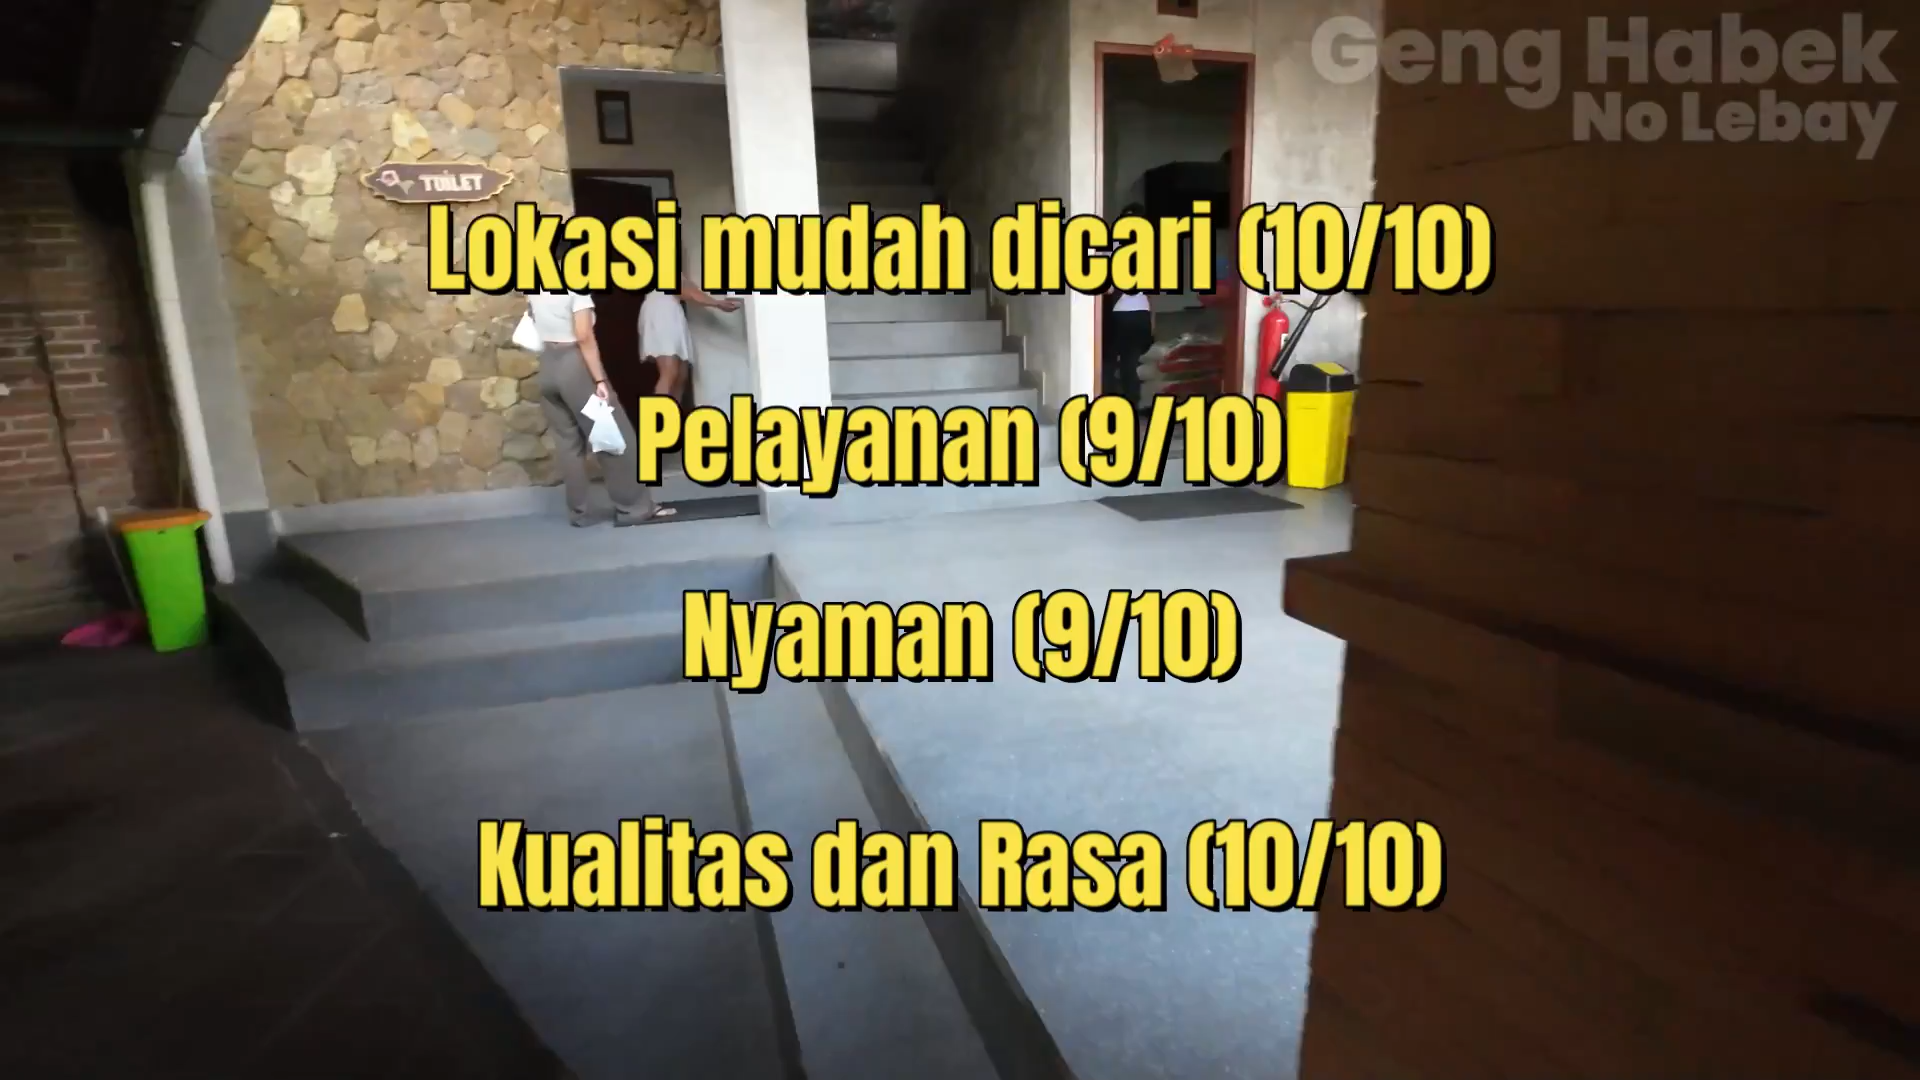 Geng Habek
No Lebay
TOILET
Lokasi mudah dicari (10/10)
Pelayanan (9/10)
Nyaman (9/10)
Kualitas dan Rasa (10/10)